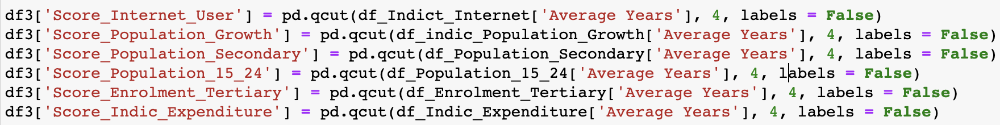 df3['Score_Internet_User'] = pd.qcut(df_Indict_Internet['Average Years'], 4, labels = False)
df3['Score_Population_Growth'] = pd.qcut(df_indic_Population_Growth['Average Years'], 4, labels = False)
df3['Score_Population_Secondary'] = pd.qcut(df_Population_Secondary['Average Years'], 4, labels = False)
df3['Score_Population_15_24'] = pd.qcut(df_Population_15_24['Average Years'], 4, labels = False)
df3['Score_Enrolment_Tertiary'] = pd.qcut(df_Enrolment_Tertiary['Average Years'], 4, labels = False)
df3['Score_Indic_Expenditure'] = pd.qcut(df_Indic_Expenditure['Average Years'], 4, labels = False)